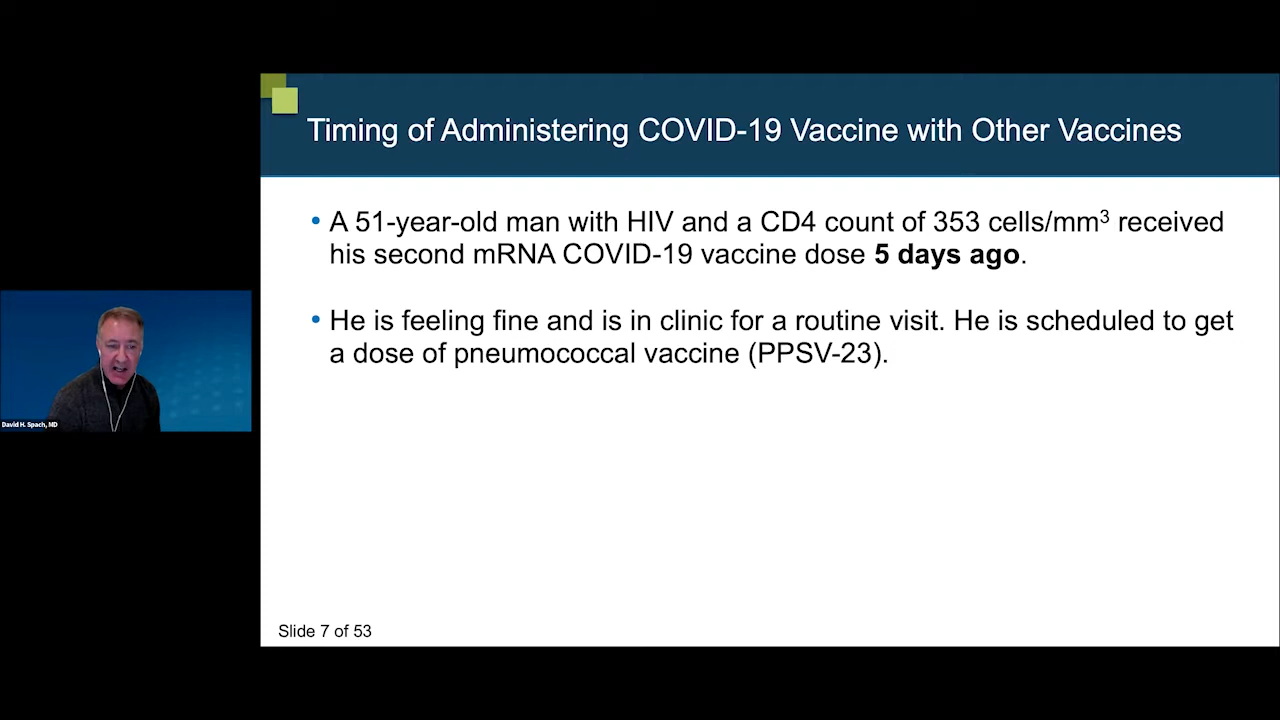 Timing of Administering COVID-19 Vaccine with Other Vaccines
• A 51-year-old man with HIV and a CD4 count of 353 cells/mm³ received
his second mRNA COVID-19 vaccine dose 5 days ago.
• He is feeling fine and is in clinic for a routine visit. He is scheduled to get
a dose of pneumococcal vaccine (PPSV-23).
David H. Spach, MD
Slide 7 of 53